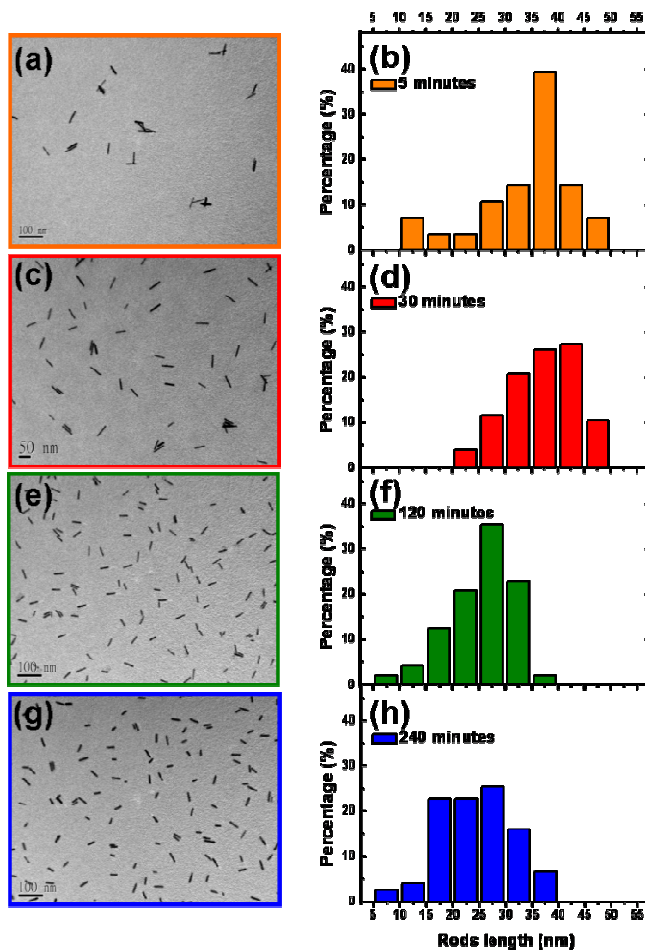 5 10 15 20 25 30 35 40 45 50 55
(a)
100 nm
(b)
5 minutes
Percentage (%)
40
30
20
10
0
(c)
50 nm
(d)
30 minutes
Percentage (%)
40
30
20
10
0
(e)
100 nm
(f)
120 minutes
Percentage (%)
40
30
20
10
0
(g)
100 nm
(h)
240 minutes
Percentage (%)
40
30
20
10
0
5 10 15 20 25 30 35 40 45 50 55
Rods length (nm)